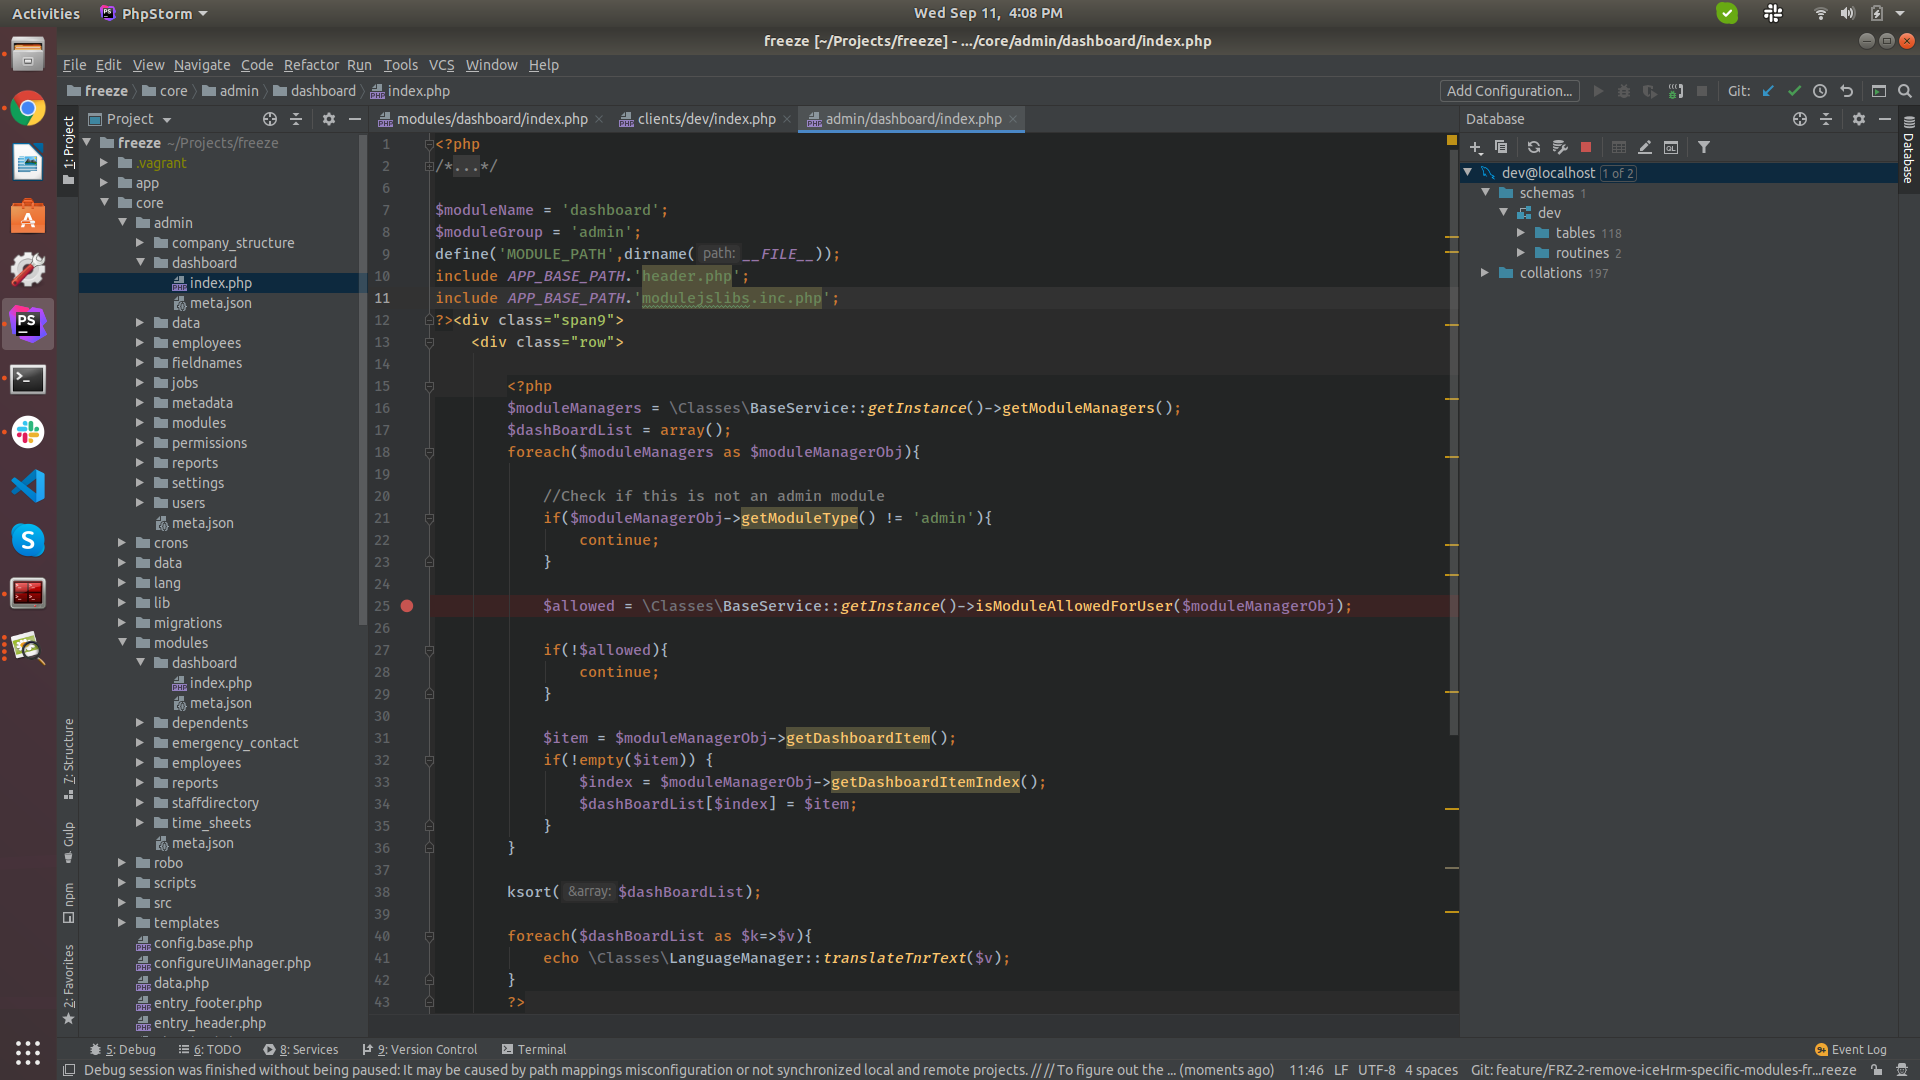 Activities PhpStorm Wed Sep 11, 4:08 PM
freeze [~/Projects/freeze] - .../core/admin/dashboard/index.php
File Edit View Navigate Code Refactor Run Tools VCS Window Help
freeze core admin dashboard index.php Add Configuration... Git:
Project modules/dashboard/index.php clients/dev/index.php admin/dashboard/index.php Database
1: Project
7: Structure
Gulp
npm
2: Favorites
freeze ~/Projects/freeze
.vagrant
app
core
admin
company_structure
dashboard
index.php
meta.json
data
employees
fieldnames
jobs
metadata
modules
permissions
reports
settings
users
meta.json
crons
data
lang
lib
migrations
modules
dashboard
index.php
meta.json
dependents
emergency_contact
employees
reports
staffdirectory
time_sheets
meta.json
robo
scripts
src
templates
config.base.php
configureUIManager.php
data.php
entry_footer.php
entry_header.php
1 <?php
2 /*...*/
6
7 $moduleName = 'dashboard';
8 $moduleGroup = 'admin';
9 define('MODULE_PATH',dirname( path: __FILE__));
10 include APP_BASE_PATH.'header.php';
11 include APP_BASE_PATH.'modulejslibs.inc.php';
12 ?><div class="span9">
13 <div class="row">
14
15 <?php
16 $moduleManagers = \Classes\BaseService::getInstance()->getModuleManagers();
17 $dashBoardList = array();
18 foreach($moduleManagers as $moduleManagerObj){
19
20 //Check if this is not an admin module
21 if($moduleManagerObj->getModuleType() != 'admin'){
22 continue;
23 }
24
25 $allowed = \Classes\BaseService::getInstance()->isModuleAllowedForUser($moduleManagerObj);
26
27 if(!$allowed){
28 continue;
29 }
30
31 $item = $moduleManagerObj->getDashboardItem();
32 if(!empty($item)) {
33 $index = $moduleManagerObj->getDashboardItemIndex();
34 $dashBoardList[$index] = $item;
35 }
36 }
37
38 ksort( &array: $dashBoardList);
39
40 foreach($dashBoardList as $k=>$v){
41 echo \Classes\LanguageManager::translateTnrText($v);
42 }
43 ?>
dev@localhost 1 of 2
schemas 1
dev
tables 118
routines 2
collations 197
Database
5: Debug 6: TODO 8: Services 9: Version Control Terminal Event Log
Debug session was finished without being paused: It may be caused by path mappings misconfiguration or not synchronized local and remote projects. // // To figure out the ... (moments ago) 11:46 LF UTF-8 4 spaces Git: feature/FRZ-2-remove-iceHrm-specific-modules-fr...reeze